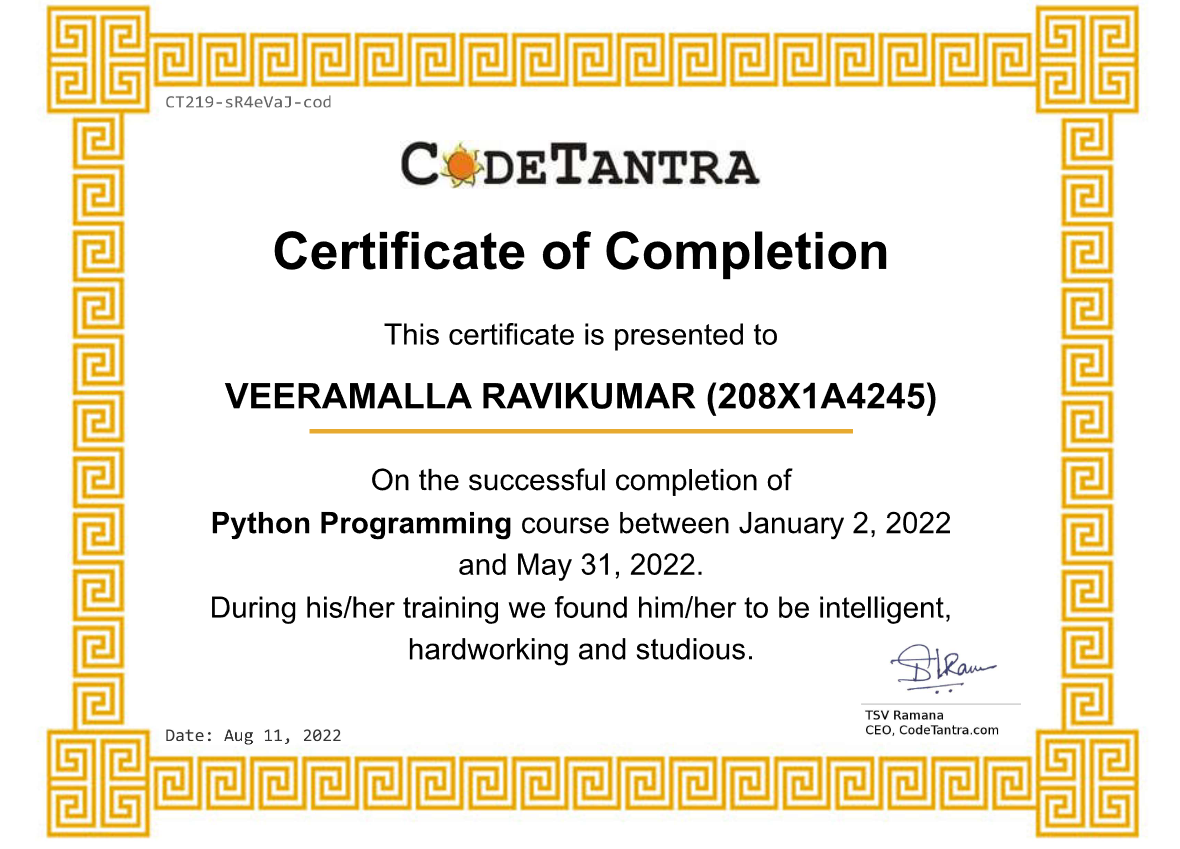 CT219-sR4eVaJ-cod
CODETANTRA
Certificate of Completion
This certificate is presented to
VEERAMALLA RAVIKUMAR (208X1A4245)
On the successful completion of
Python Programming course between January 2, 2022
and May 31, 2022.
During his/her training we found him/her to be intelligent,
hardworking and studious.
TSV Ramana
CEO, CodeTantra.com
Date: Aug 11, 2022